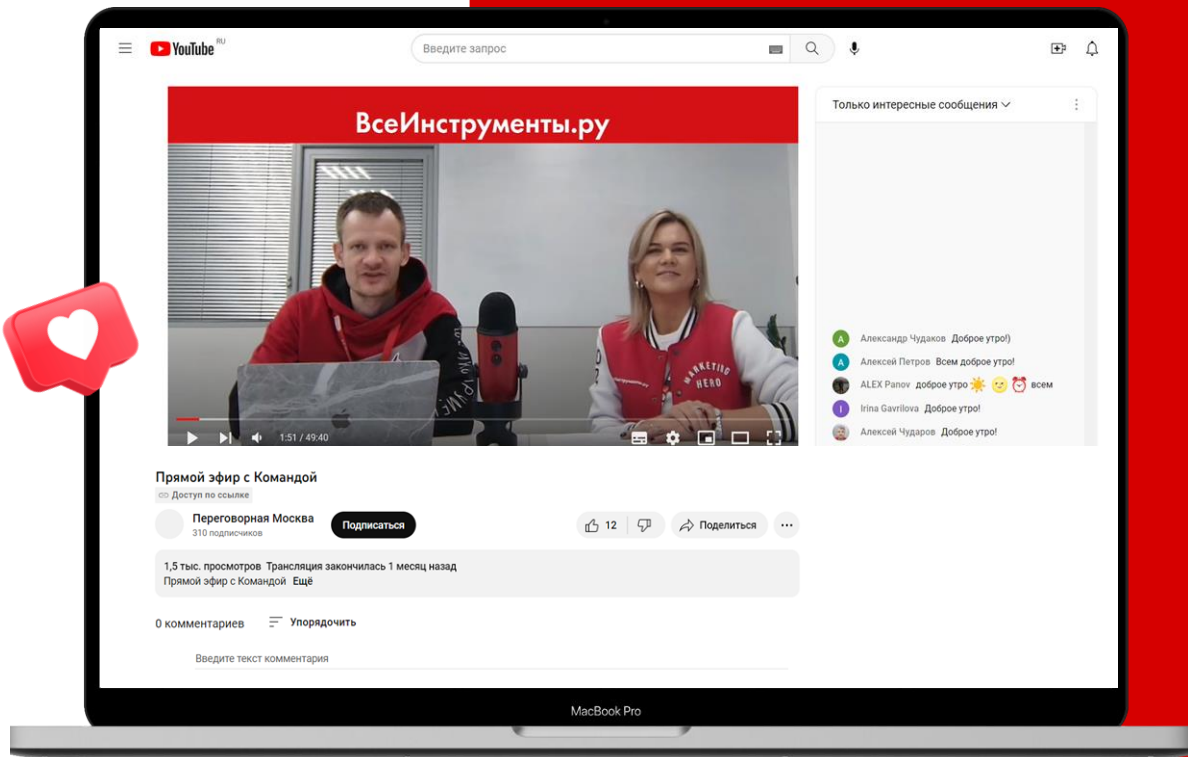 YouTube RU
Введите запрос
ВсеИнструменты.ру
MARKETING
HERO
1:51 / 49:40
Только интересные сообщения
А Александр Чудаков Доброе утро!)
А Алексей Петров Всем доброе утро!
ALEX Panov доброе утро ☀️ 🌝 ⏰ всем
I Irina Gavrilova Доброе утро!
Алексей Чударов Доброе утро!
Прямой эфир с Командой
Доступ по ссылке
Переговорная Москва
310 подписчиков
Подписаться
12
Поделиться
1,5 тыс. просмотров Трансляция закончилась 1 месяц назад
Прямой эфир с Командой Ещё
0 комментариев
Упорядочить
Введите текст комментария
MacBook Pro